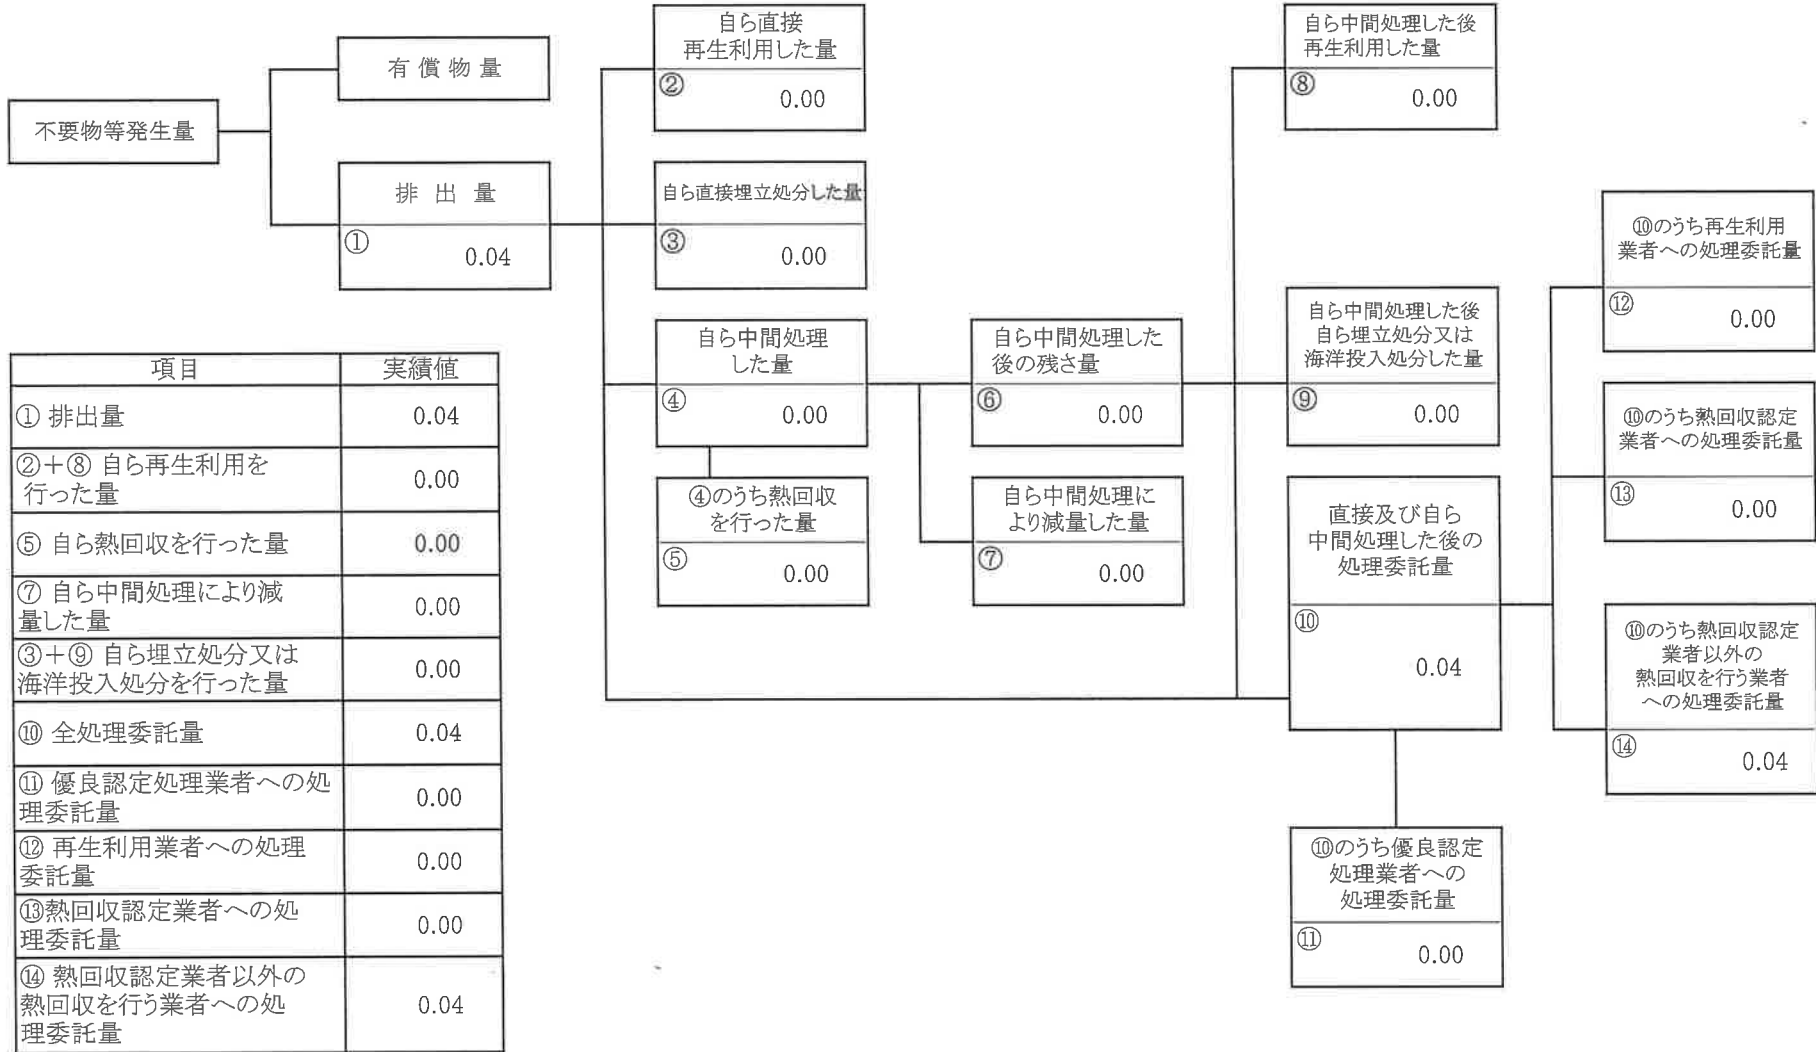 不要物等発生量
有償物量
排出量
①
0.04
自ら直接
再生利用した量
②
0.00
自ら直接埋立処分した量
③
0.00
自ら中間処理
した量
④
0.00
④のうち熱回収
を行った量
⑤
0.00
自ら中間処理した
後の残さ量
⑥
0.00
自ら中間処理に
より減量した量
⑦
0.00
自ら中間処理した後
再生利用した量
⑧
0.00
自ら中間処理した後
自ら埋立処分又は
海洋投入処分した量
⑨
0.00
直接及び自ら
中間処理した後の
処理委託量
⑩
0.04
⑩のうち優良認定
処理業者への
処理委託量
⑪
0.00
⑩のうち再生利用
業者への処理委託量
⑫
0.00
⑩のうち熱回収認定
業者への処理委託量
⑬
0.00
⑩のうち熱回収認定
業者以外の
熱回収を行う業者
への処理委託量
⑭
0.04
項目 実績値
① 排出量 0.04
②+⑧ 自ら再生利用を
行った量 0.00
⑤ 自ら熱回収を行った量 0.00
⑦ 自ら中間処理により減
量した量 0.00
③+⑨ 自ら埋立処分又は
海洋投入処分を行った量 0.00
⑩ 全処理委託量 0.04
⑪ 優良認定処理業者への処
理委託量 0.00
⑫ 再生利用業者への処理
委託量 0.00
⑬熱回収認定業者への処
理委託量 0.00
⑭ 熱回収認定業者以外の
熱回収を行う業者への処
理委託量 0.04